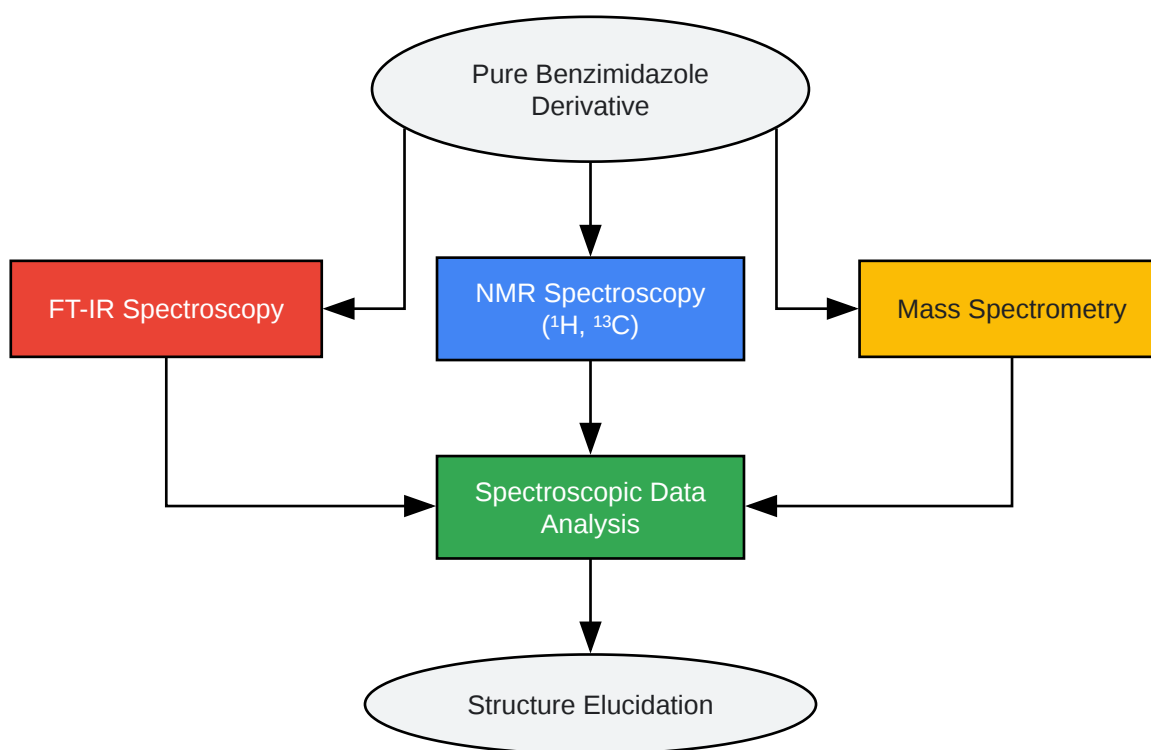 Pure Benzimidazole
Derivative
FT-IR Spectroscopy
NMR Spectroscopy
(¹H, ¹³C)
Mass Spectrometry
Spectroscopic Data
Analysis
Structure Elucidation